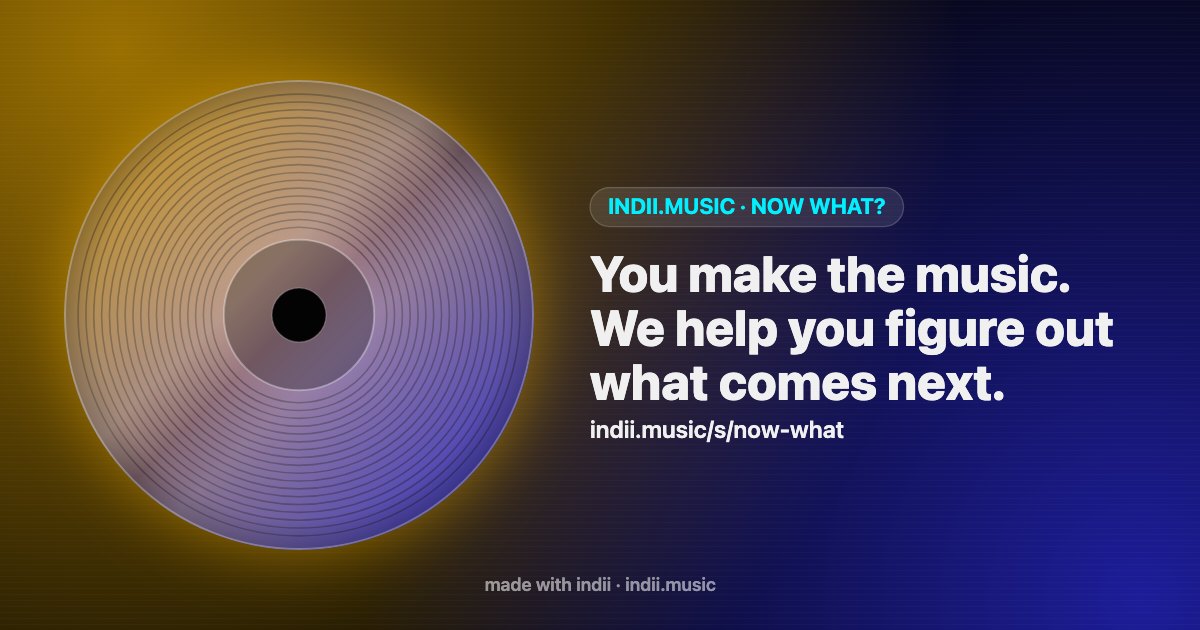 INDII.MUSIC · NOW WHAT?
You make the music.
We help you figure out
what comes next.
indii.music/s/now-what
made with indii · indii.music